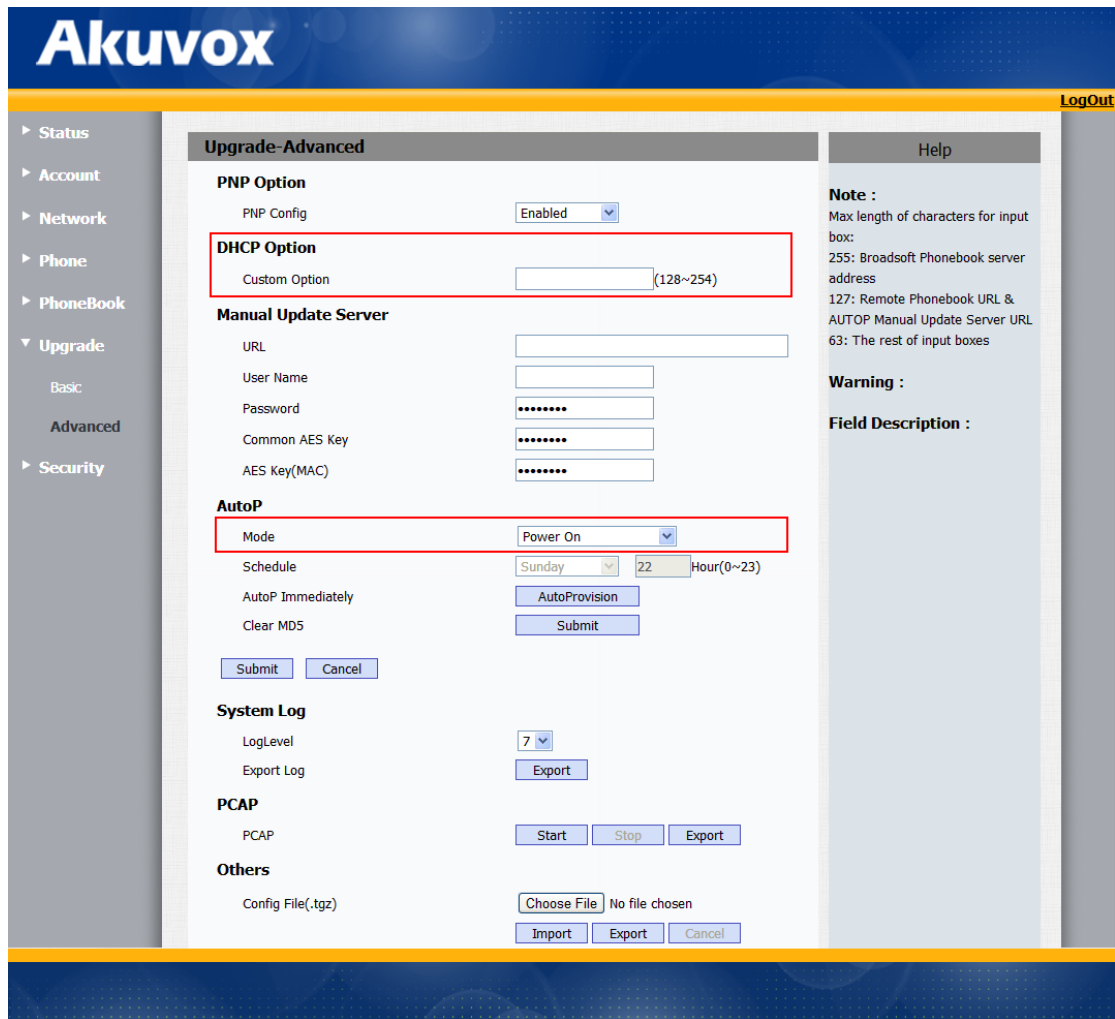 Akuvox
LogOut
Status
Account
Network
Phone
PhoneBook
Upgrade
Basic
Advanced
Security
Upgrade-Advanced
PNP Option
PNP Config Enabled
DHCP Option
Custom Option (128~254)
Manual Update Server
URL
User Name
Password ••••••••
Common AES Key ••••••••
AES Key(MAC) ••••••••
AutoP
Mode Power On
Schedule Sunday 22 Hour(0~23)
AutoP Immediately AutoProvision
Clear MD5 Submit
Submit Cancel
System Log
LogLevel 7
Export Log Export
PCAP
PCAP Start Stop Export
Others
Config File(.tgz) Choose File No file chosen
Import Export Cancel
Help
Note :
Max length of characters for input
box:
255: Broadsoft Phonebook server
address
127: Remote Phonebook URL &
AUTOP Manual Update Server URL
63: The rest of input boxes
Warning :
Field Description :